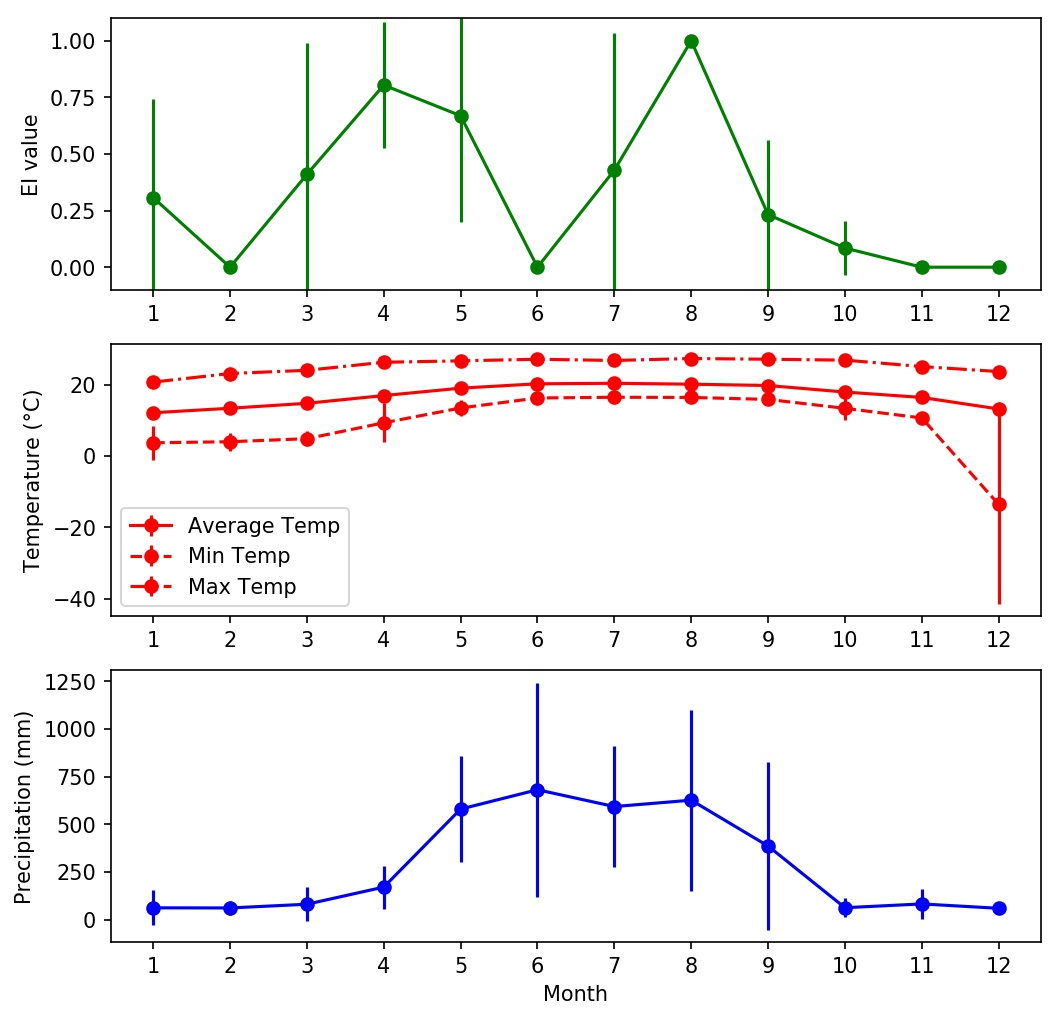 1.00
0.75
0.50
0.25
0.00
EI value
1 2 3 4 5 6 7 8 9 10 11 12
20
0
−20
−40
Temperature (°C)
Average Temp
Min Temp
Max Temp
1 2 3 4 5 6 7 8 9 10 11 12
1250
1000
750
500
250
0
Precipitation (mm)
1 2 3 4 5 6 7 8 9 10 11 12
Month